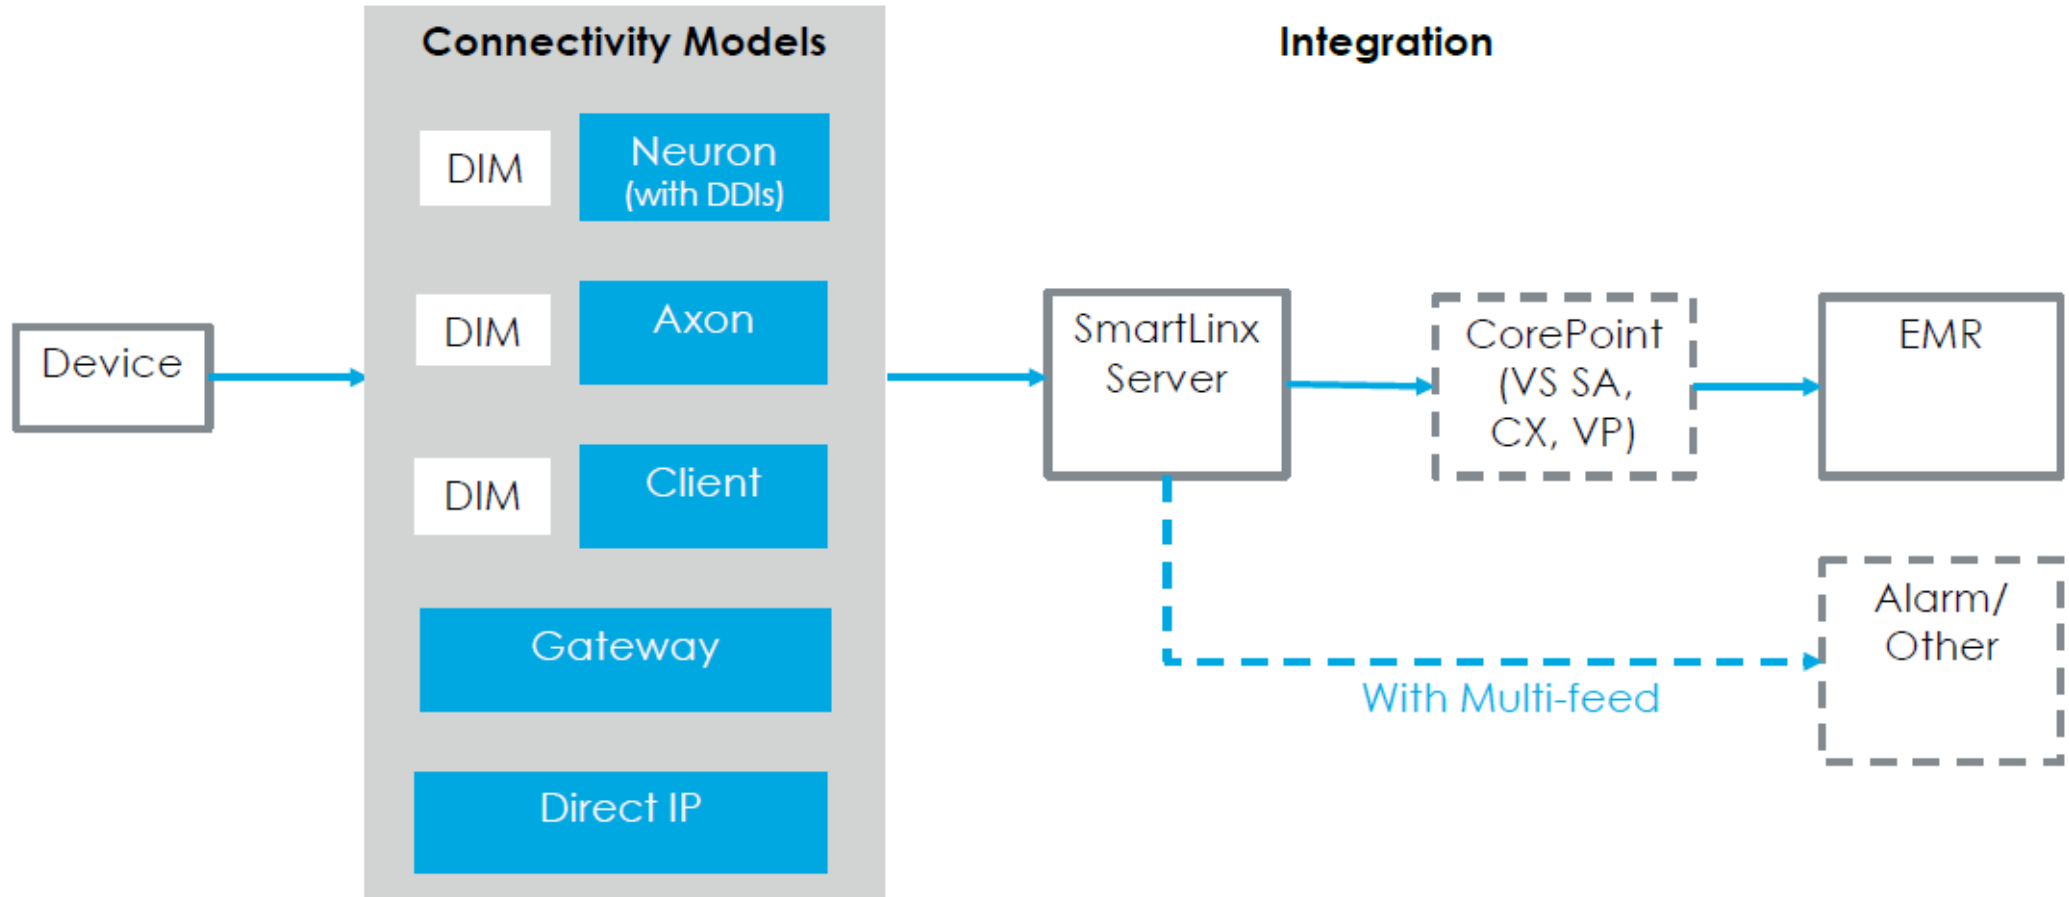 Connectivity Models
Integration
Device
DIM
Neuron
(with DDIs)
DIM
Axon
DIM
Client
Gateway
Direct IP
SmartLinx
Server
CorePoint
(VS SA,
CX, VP)
EMR
With Multi-feed
Alarm/
Other